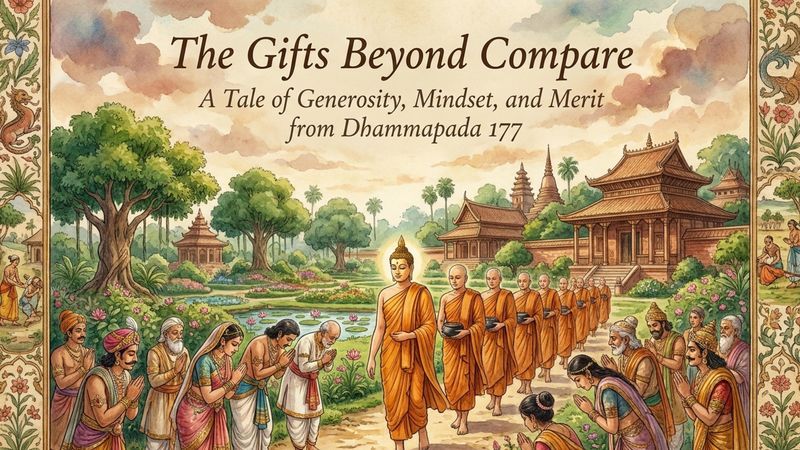 The Gifts Beyond Compare
A Tale of Generosity, Mindset, and Merit
from Dhammapada 177